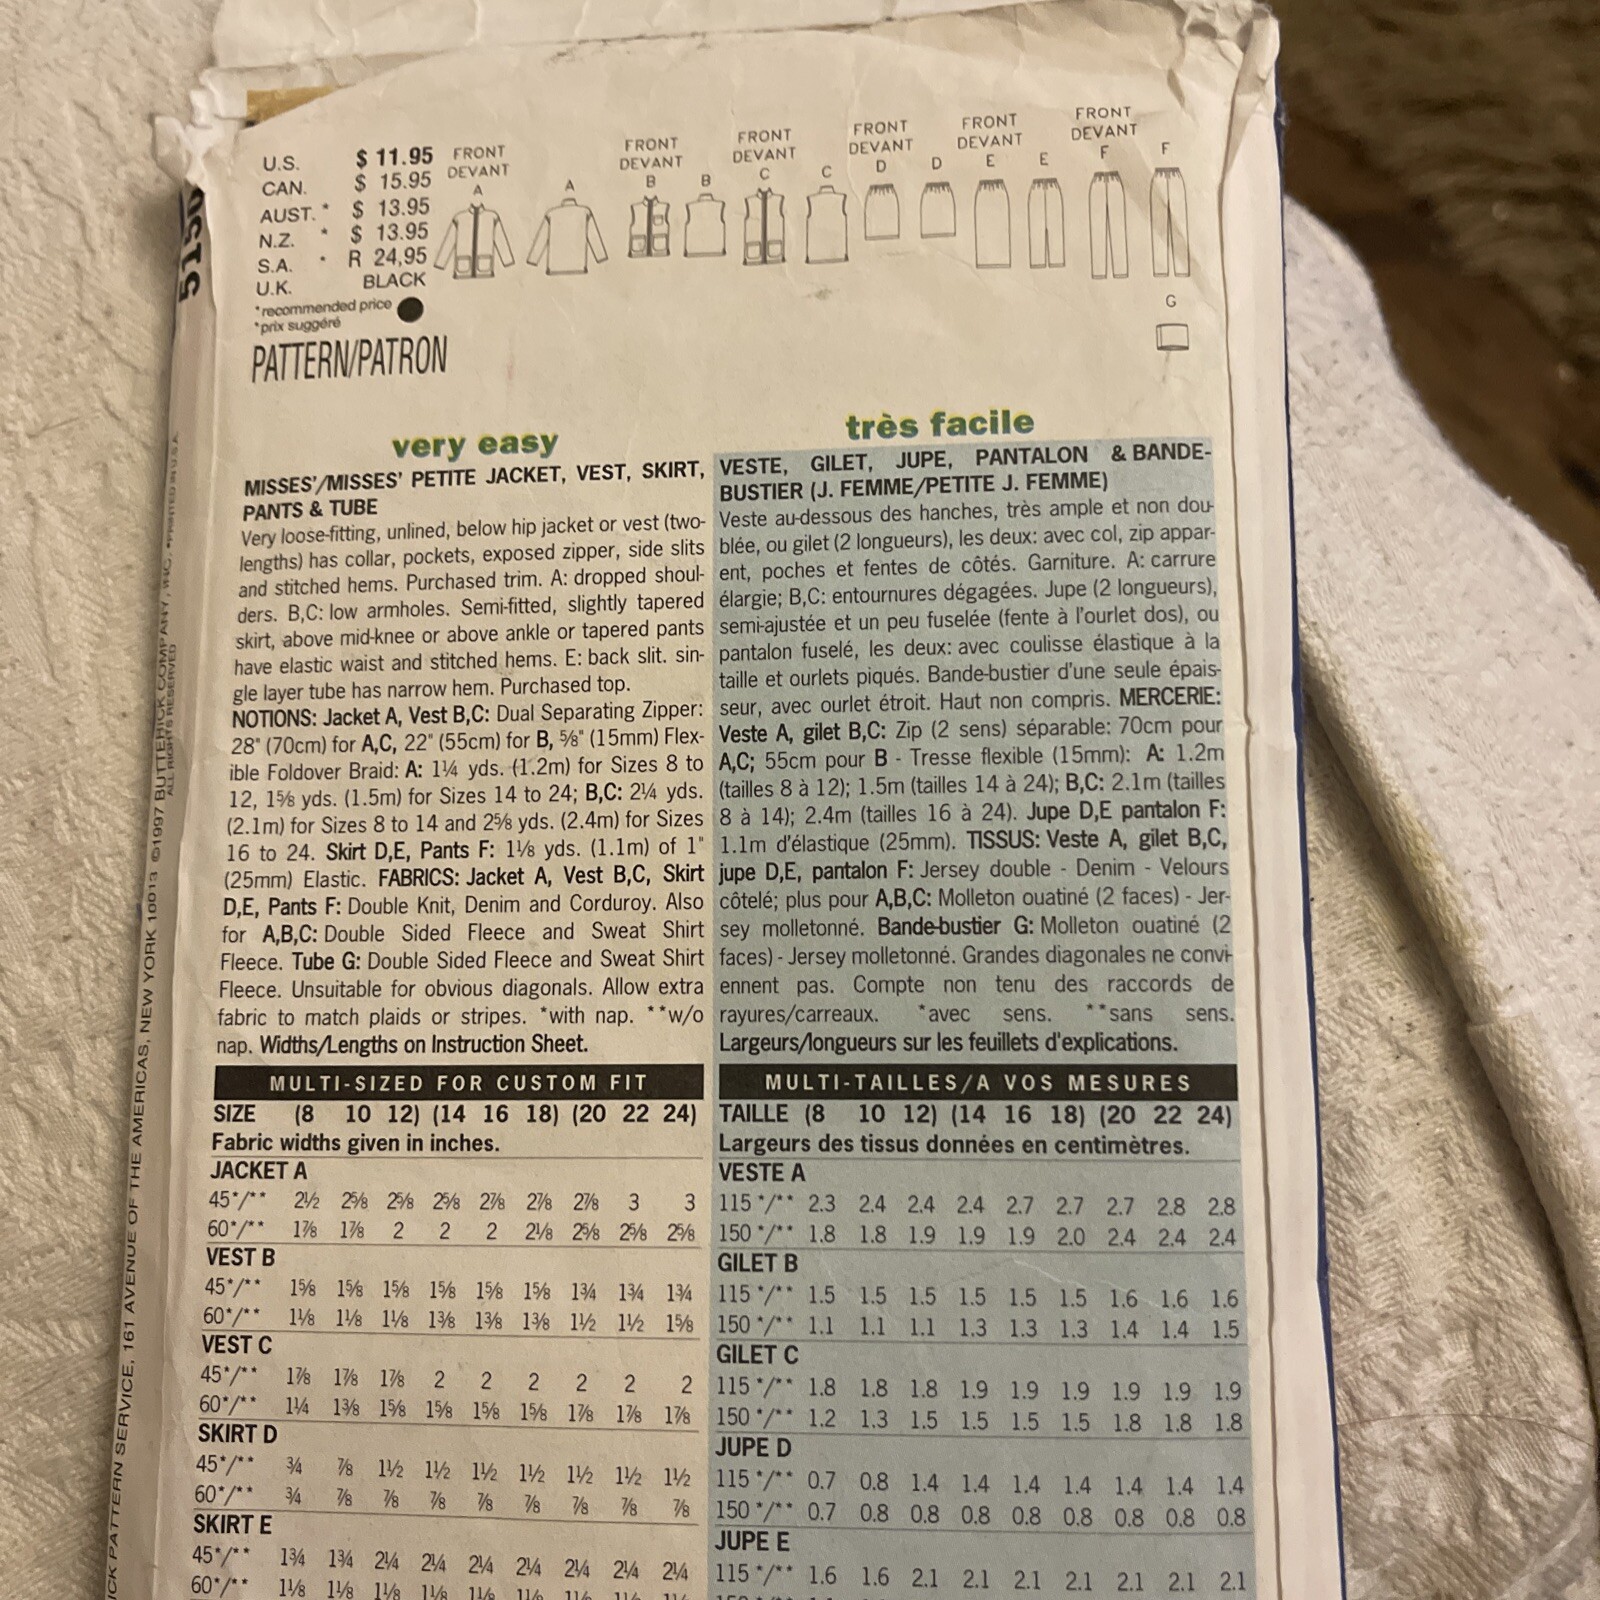 5150
U.S. $ 11.95
CAN. $ 15.95
AUST. * $ 13.95
N.Z. * $ 13.95
S.A. * R 24,95
U.K. BLACK
*recommended price
*prix suggéré
PATTERN/PATRON
FRONT
DEVANT
A
A
FRONT
DEVANT
B
B
FRONT
DEVANT
C
C
FRONT
DEVANT
D
D
FRONT
DEVANT
E
E
FRONT
DEVANT
F
F
G
very easy
MISSES'/MISSES' PETITE JACKET, VEST, SKIRT,
PANTS & TUBE
Very loose-fitting, unlined, below hip jacket or vest (two-
lengths) has collar, pockets, exposed zipper, side slits
and stitched hems. Purchased trim. A: dropped shoul-
ders. B,C: low armholes. Semi-fitted, slightly tapered
skirt, above mid-knee or above ankle or tapered pants
have elastic waist and stitched hems. E: back slit. sin-
gle layer tube has narrow hem. Purchased top.
NOTIONS: Jacket A, Vest B,C: Dual Separating Zipper:
28" (70cm) for A,C, 22" (55cm) for B, 5/8" (15mm) Flex-
ible Foldover Braid: A: 1¼ yds. (1.2m) for Sizes 8 to
12, 1⅝ yds. (1.5m) for Sizes 14 to 24; B,C: 2¼ yds.
(2.1m) for Sizes 8 to 14 and 2⅝ yds. (2.4m) for Sizes
16 to 24. Skirt D,E, Pants F: 1⅛ yds. (1.1m) of 1"
(25mm) Elastic. FABRICS: Jacket A, Vest B,C, Skirt
D,E, Pants F: Double Knit, Denim and Corduroy. Also
for A,B,C: Double Sided Fleece and Sweat Shirt
Fleece. Tube G: Double Sided Fleece and Sweat Shirt
Fleece. Unsuitable for obvious diagonals. Allow extra
fabric to match plaids or stripes. *with nap. **w/o
nap. Widths/Lengths on Instruction Sheet.
MULTI-SIZED FOR CUSTOM FIT
SIZE (8 10 12) (14 16 18) (20 22 24)
Fabric widths given in inches.
JACKET A
45*/** 2½ 2⅝ 2⅝ 2⅝ 2⅞ 2⅞ 2⅞ 3 3
60*/** 1⅞ 1⅞ 2 2 2 2⅛ 2⅝ 2⅝ 2⅝
VEST B
45*/** 1⅝ 1⅝ 1⅝ 1⅝ 1⅝ 1⅝ 1¾ 1¾ 1¾
60*/** 1⅛ 1⅛ 1⅛ 1⅜ 1⅜ 1⅜ 1½ 1½ 1⅝
VEST C
45*/** 1⅞ 1⅞ 1⅞ 2 2 2 2 2 2
60*/** 1¼ 1⅜ 1⅝ 1⅝ 1⅝ 1⅝ 1⅞ 1⅞ 1⅞
SKIRT D
45*/** ¾ ⅞ 1½ 1½ 1½ 1½ 1½ 1½ 1½
60*/** ¾ ⅞ ⅞ ⅞ ⅞ ⅞ ⅞ ⅞ ⅞
SKIRT E
45*/** 1¾ 1¾ 2¼ 2¼ 2¼ 2¼ 2¼ 2¼ 2¼
60*/** 1⅛ 1⅛ 1⅛ 1⅛
très facile
VESTE, GILET, JUPE, PANTALON & BANDE-
BUSTIER (J. FEMME/PETITE J. FEMME)
Veste au-dessous des hanches, très ample et non dou-
blée, ou gilet (2 longueurs), les deux: avec col, zip appar-
ent, poches et fentes de côtés. Garniture. A: carrure
élargie; B,C: entournures dégagées. Jupe (2 longueurs),
semi-ajustée et un peu fuselée (fente à l'ourlet dos), ou
pantalon fuselé, les deux: avec coulisse élastique à la
taille et ourlets piqués. Bande-bustier d'une seule épais-
seur, avec ourlet étroit. Haut non compris. MERCERIE:
Veste A, gilet B,C: Zip (2 sens) séparable: 70cm pour
A,C; 55cm pour B - Tresse flexible (15mm): A: 1.2m
(tailles 8 à 12); 1.5m (tailles 14 à 24); B,C: 2.1m (tailles
8 à 14); 2.4m (tailles 16 à 24). Jupe D,E pantalon F:
1.1m d'élastique (25mm). TISSUS: Veste A, gilet B,C,
jupe D,E, pantalon F: Jersey double - Denim - Velours
côtelé; plus pour A,B,C: Molleton ouatiné (2 faces) - Jer-
sey molletonné. Bande-bustier G: Molleton ouatiné (2
faces) - Jersey molletonné. Grandes diagonales ne convi-
ennent pas. Compte non tenu des raccords de
rayures/carreaux. *avec sens. **sans sens.
Largeurs/longueurs sur les feuillets d'explications.
MULTI-TAILLES/A VOS MESURES
TAILLE (8 10 12) (14 16 18) (20 22 24)
Largeurs des tissus données en centimètres.
VESTE A
115*/** 2.3 2.4 2.4 2.4 2.7 2.7 2.7 2.8 2.8
150*/** 1.8 1.8 1.9 1.9 1.9 2.0 2.4 2.4 2.4
GILET B
115*/** 1.5 1.5 1.5 1.5 1.5 1.5 1.6 1.6 1.6
150*/** 1.1 1.1 1.1 1.3 1.3 1.3 1.4 1.4 1.5
GILET C
115*/** 1.8 1.8 1.8 1.9 1.9 1.9 1.9 1.9 1.9
150*/** 1.2 1.3 1.5 1.5 1.5 1.5 1.8 1.8 1.8
JUPE D
115*/** 0.7 0.8 1.4 1.4 1.4 1.4 1.4 1.4 1.4
150*/** 0.7 0.8 0.8 0.8 0.8 0.8 0.8 0.8 0.8
JUPE E
115*/** 1.6 1.6 2.1 2.1 2.1 2.1 2.1 2.1 2.1
PATTERN SERVICE, 161 AVENUE OF THE AMERICAS, NEW YORK 10013 ©1997 BUTTERICK COMPANY, INC. •PRINTED IN U.S.A.
ALL RIGHTS RESERVED